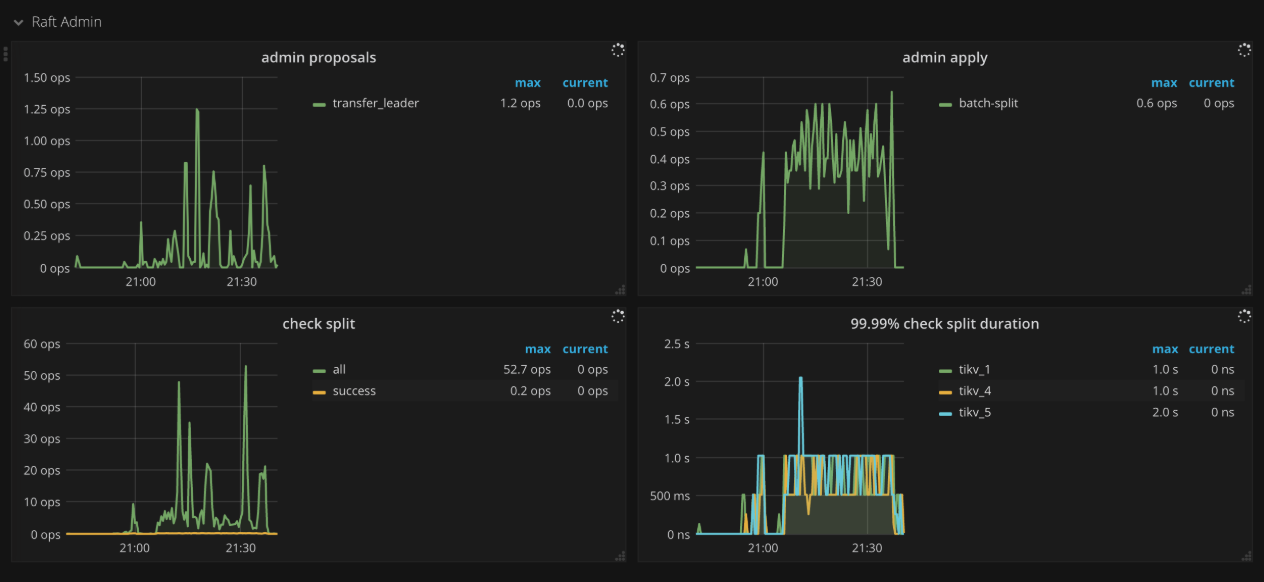 Raft Admin
admin proposals
1.50 ops
1.25 ops
1.00 ops
0.75 ops
0.50 ops
0.25 ops
0 ops
21:00
21:30
max current
transfer_leader 1.2 ops 0.0 ops
admin apply
0.7 ops
0.6 ops
0.5 ops
0.4 ops
0.3 ops
0.2 ops
0.1 ops
0 ops
21:00
21:30
max current
batch-split 0.6 ops 0 ops
check split
60 ops
50 ops
40 ops
30 ops
20 ops
10 ops
0 ops
21:00
21:30
max current
all 52.7 ops 0 ops
success 0.2 ops 0 ops
99.99% check split duration
2.5 s
2.0 s
1.5 s
1.0 s
500 ms
0 ns
21:00
21:30
max current
tikv_1 1.0 s 0 ns
tikv_4 1.0 s 0 ns
tikv_5 2.0 s 0 ns